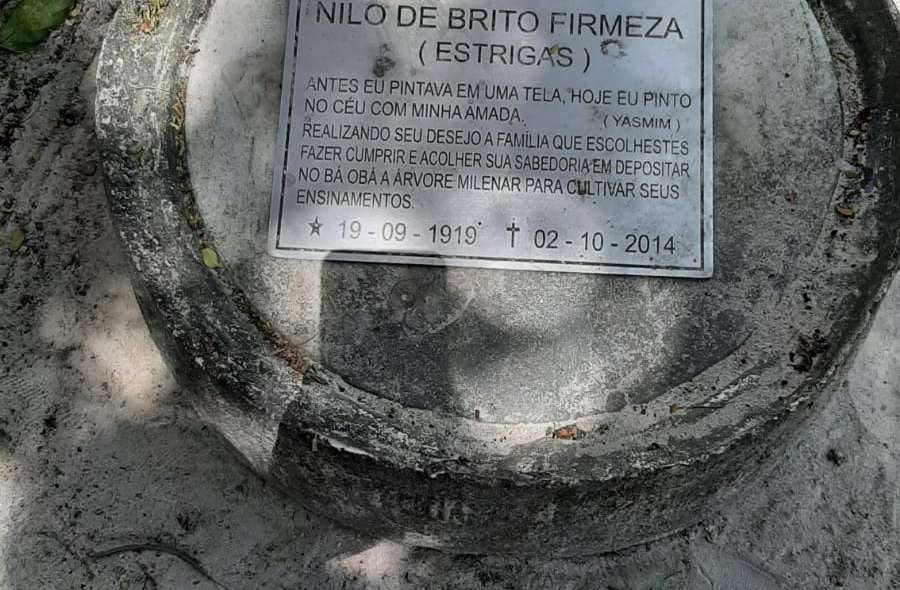 NILO DE BRITO FIRMEZA
( ESTRIGAS )
ANTES EU PINTAVA EM UMA TELA, HOJE EU PINTO
NO CÉU COM MINHA AMADA. ( YASMIM )
REALIZANDO SEU DESEJO A FAMÍLIA QUE ESCOLHESTES
FAZER CUMPRIR E ACOLHER SUA SABEDORIA EM DEPOSITAR
NO BÁ OBÁ A ÁRVORE MILENAR PARA CULTIVAR SEUS
ENSINAMENTOS.
19 - 09 - 1919 02 - 10 - 2014